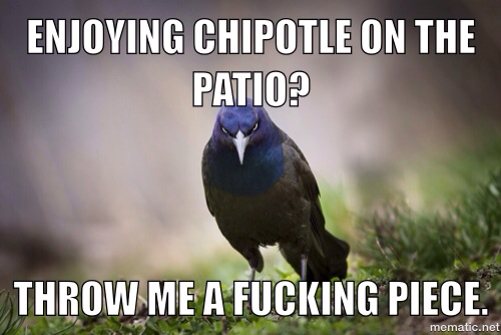 ENJOYING CHIPOTLE ON THE
PATIO?
THROW ME A FUCKING PIECE.
mematic.net